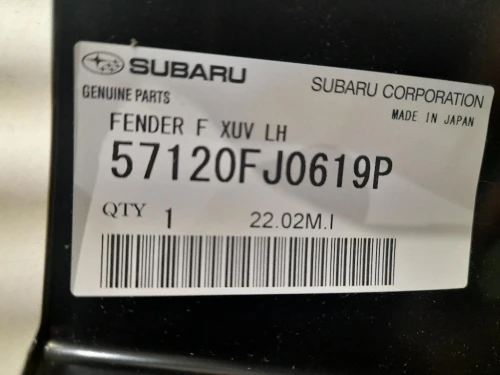 SUBARU
SUBARU CORPORATION
GENUINE PARTS
MADE IN JAPAN
FENDER F XUV LH
57120FJ0619P
QTY 1 22.02M.I